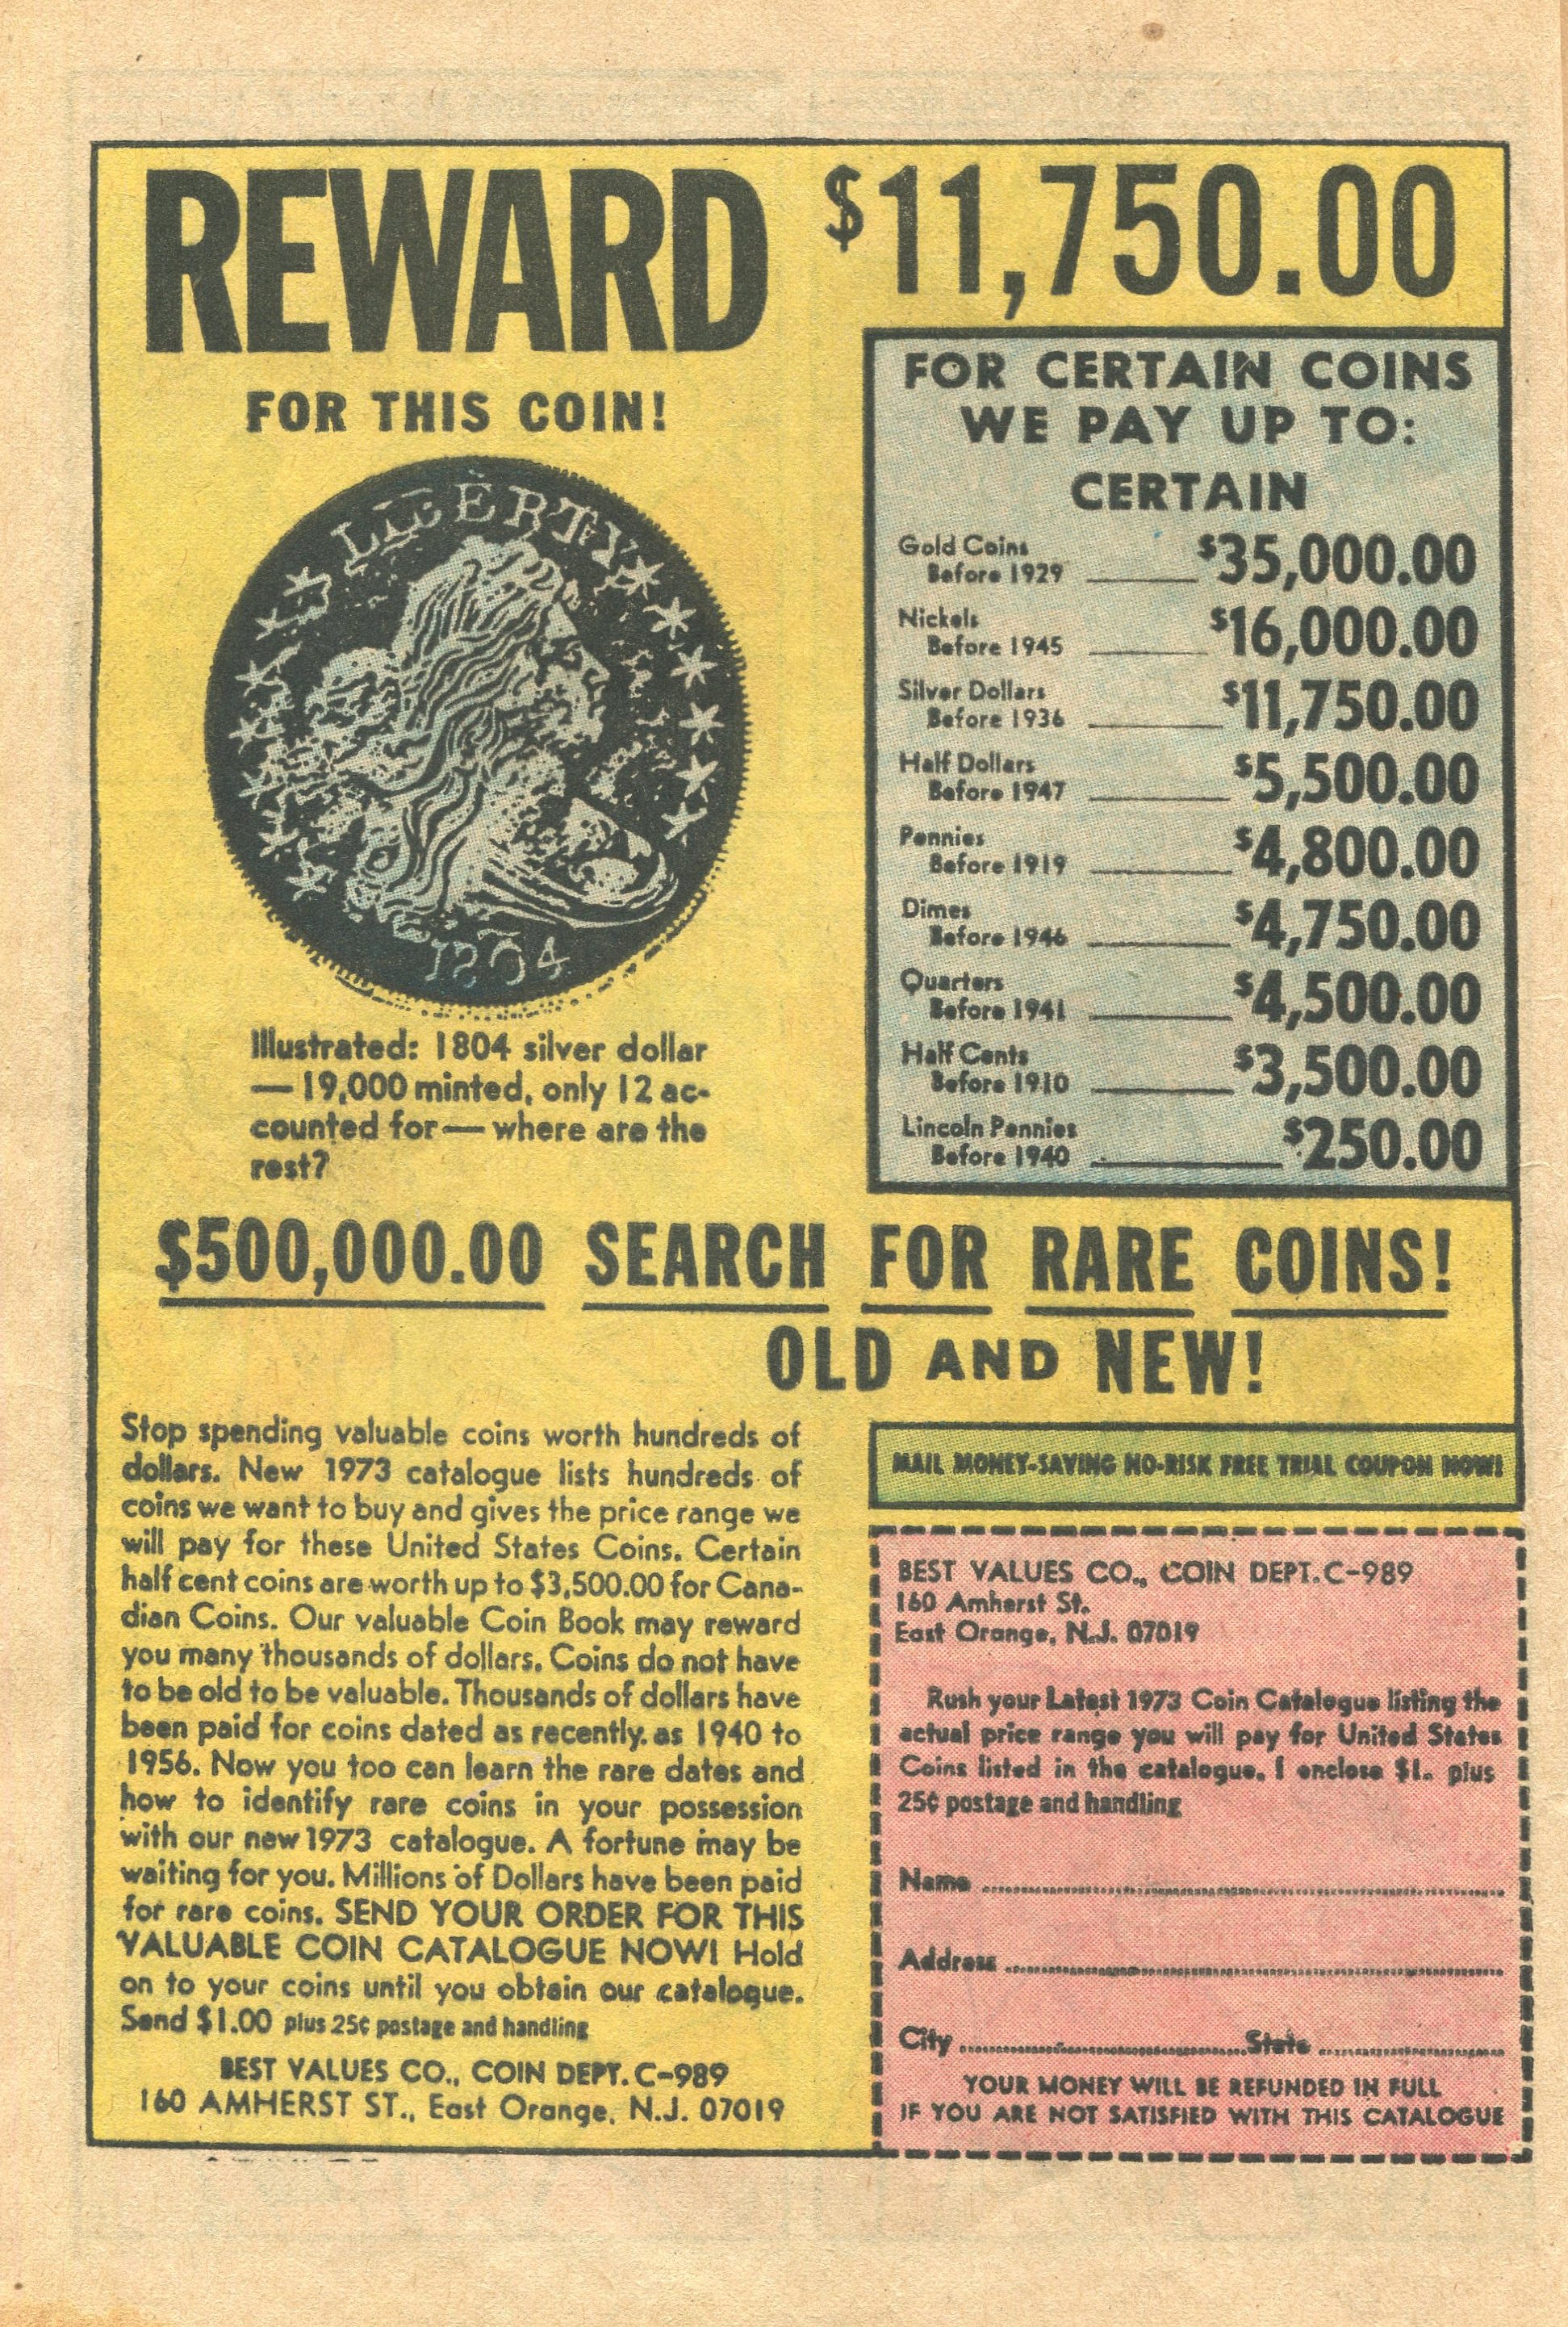 REWARD $11,750.00
FOR THIS COIN!
LIBERTY
1804
Illustrated: 1804 silver dollar
— 19,000 minted, only 12 ac-
counted for — where are the
rest?
FOR CERTAIN COINS
WE PAY UP TO:
CERTAIN
Gold Coins
Before 1929 $35,000.00
Nickels
Before 1945 $16,000.00
Silver Dollars
Before 1936 $11,750.00
Half Dollars
Before 1947 $5,500.00
Pennies
Before 1919 $4,800.00
Dimes
Before 1946 $4,750.00
Quarters
Before 1941 $4,500.00
Half Cents
Before 1910 $3,500.00
Lincoln Pennies
Before 1940 $250.00
$500,000.00 SEARCH FOR RARE COINS!
OLD AND NEW!
Stop spending valuable coins worth hundreds of
dollars. New 1973 catalogue lists hundreds of
coins we want to buy and gives the price range we
will pay for these United States Coins. Certain
half cent coins are worth up to $3,500.00 for Cana-
dian Coins. Our valuable Coin Book may reward
you many thousands of dollars. Coins do not have
to be old to be valuable. Thousands of dollars have
been paid for coins dated as recently as 1940 to
1956. Now you too can learn the rare dates and
how to identify rare coins in your possession
with our new 1973 catalogue. A fortune may be
waiting for you. Millions of Dollars have been paid
for rare coins. SEND YOUR ORDER FOR THIS
VALUABLE COIN CATALOGUE NOW! Hold
on to your coins until you obtain our catalogue.
Send $1.00 plus 25¢ postage and handling
BEST VALUES CO., COIN DEPT. C-989
160 AMHERST ST., East Orange, N.J. 07019
MAIL MONEY-SAVING NO-RISK FREE TRIAL COUPON NOW!
BEST VALUES CO., COIN DEPT. C-989
160 Amherst St.
East Orange, N.J. 07019
Rush your Latest 1973 Coin Catalogue listing the
actual price range you will pay for United States
Coins listed in the catalogue. I enclose $1. plus
25¢ postage and handling
Name
Address
City State
YOUR MONEY WILL BE REFUNDED IN FULL
IF YOU ARE NOT SATISFIED WITH THIS CATALOGUE